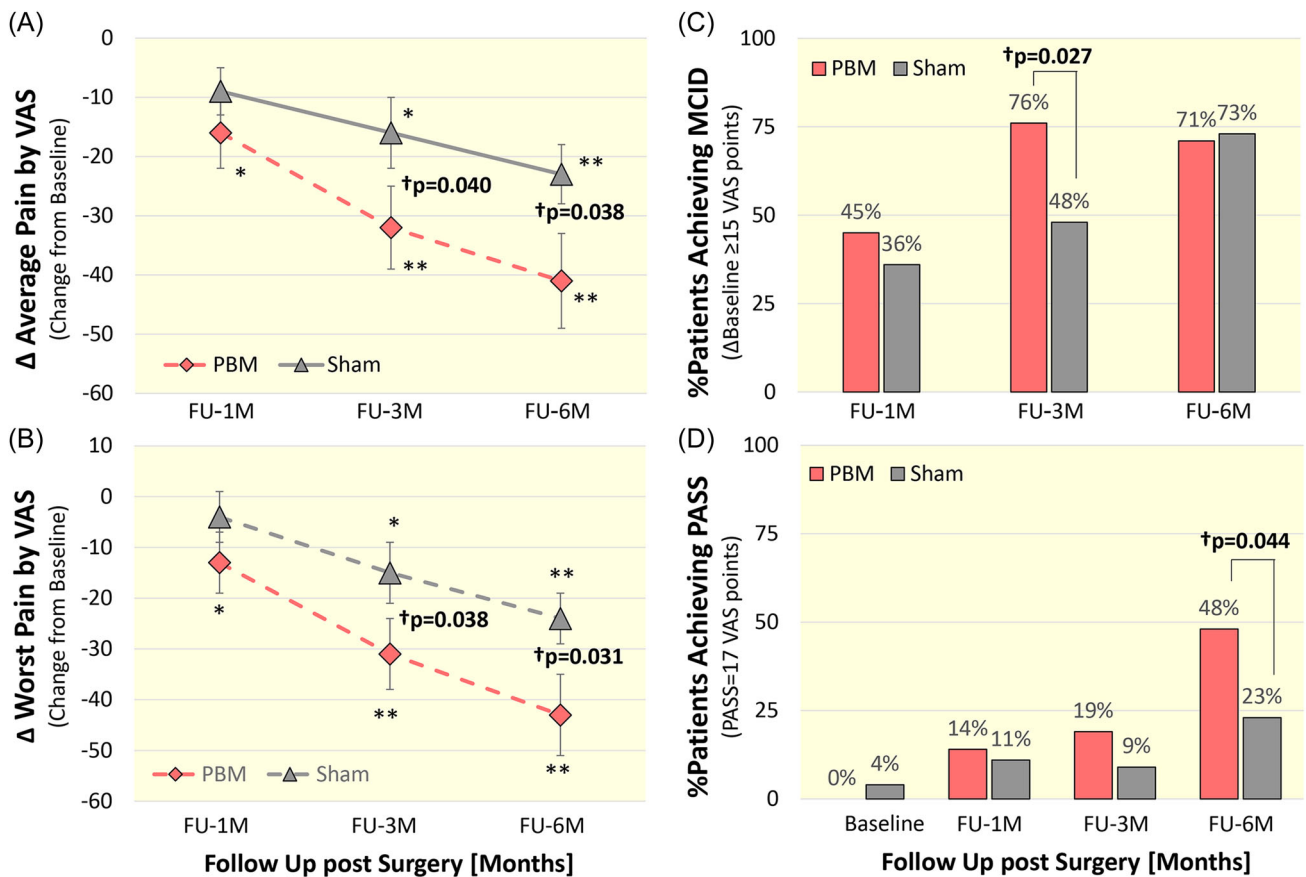 (A)
Δ Average Pain by VAS
(Change from Baseline)
0
-10
-20
-30
-40
-50
-60
*
*
†p=0.040
**
**
†p=0.038
**
PBM
Sham
FU-1M
FU-3M
FU-6M
(B)
Δ Worst Pain by VAS
(Change from Baseline)
10
0
-10
-20
-30
-40
-50
-60
*
*
†p=0.038
**
**
†p=0.031
**
PBM
Sham
FU-1M
FU-3M
FU-6M
Follow Up post Surgery [Months]
(C)
%Patients Achieving MCID
(ΔBaseline ≥15 VAS points)
100
75
50
25
0
PBM
Sham
†p=0.027
45%
36%
76%
48%
71%
73%
FU-1M
FU-3M
FU-6M
(D)
%Patients Achieving PASS
(PASS=17 VAS points)
100
75
50
25
0
PBM
Sham
†p=0.044
0%
4%
14%
11%
19%
9%
48%
23%
Baseline
FU-1M
FU-3M
FU-6M
Follow Up post Surgery [Months]